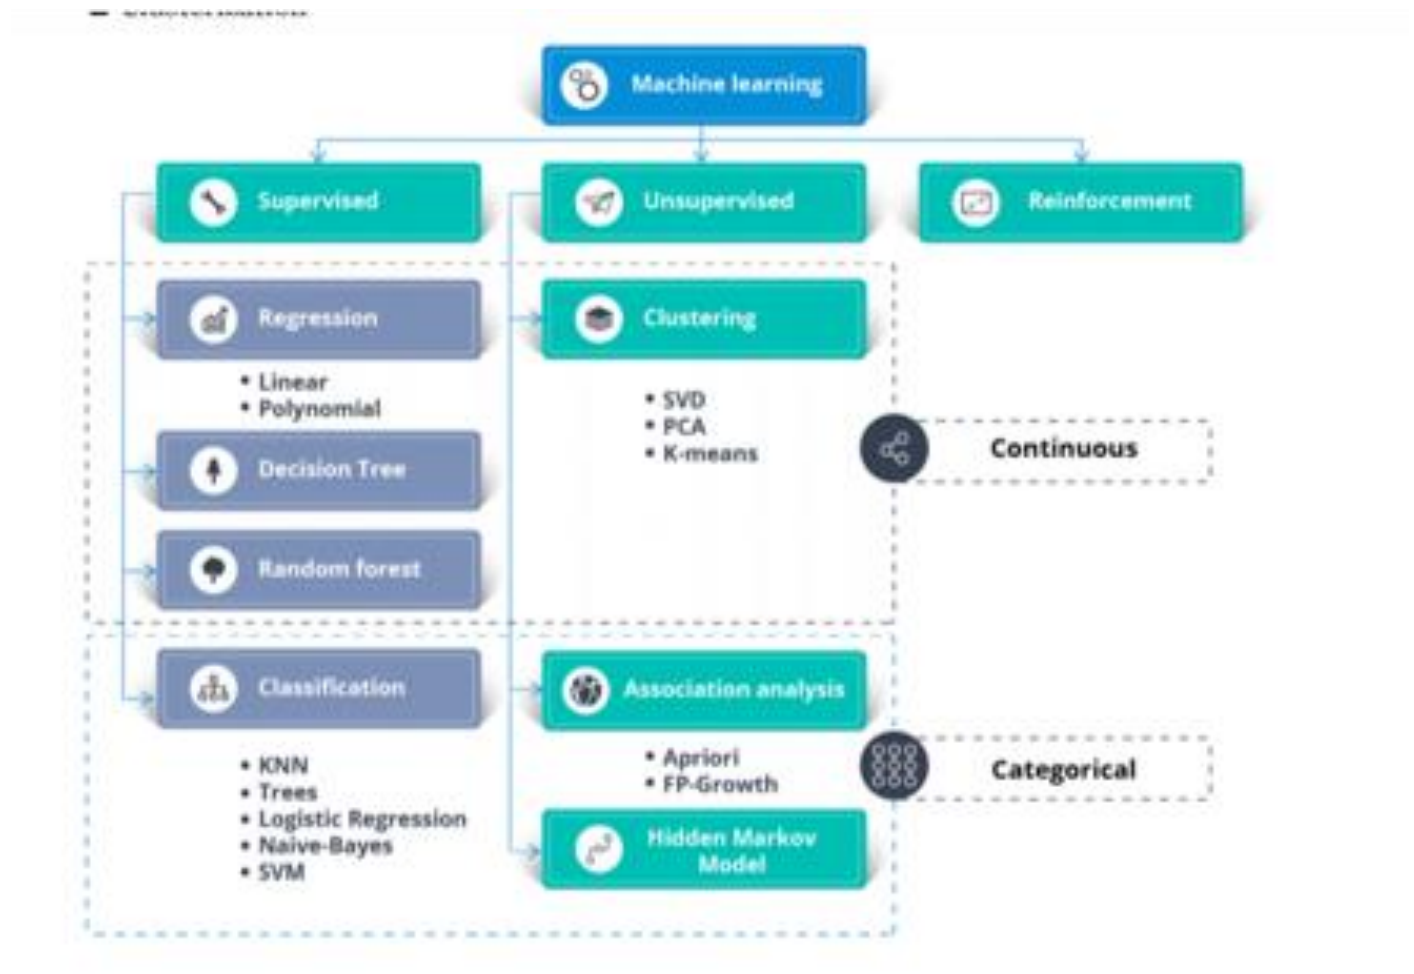 Machine learning
Supervised
Unsupervised
Reinforcement
Regression
• Linear
• Polynomial
Decision Tree
Random forest
Classification
• KNN
• Trees
• Logistic Regression
• Naive-Bayes
• SVM
Clustering
• SVD
• PCA
• K-means
Association analysis
• Apriori
• FP-Growth
Hidden Markov
Model
Continuous
Categorical